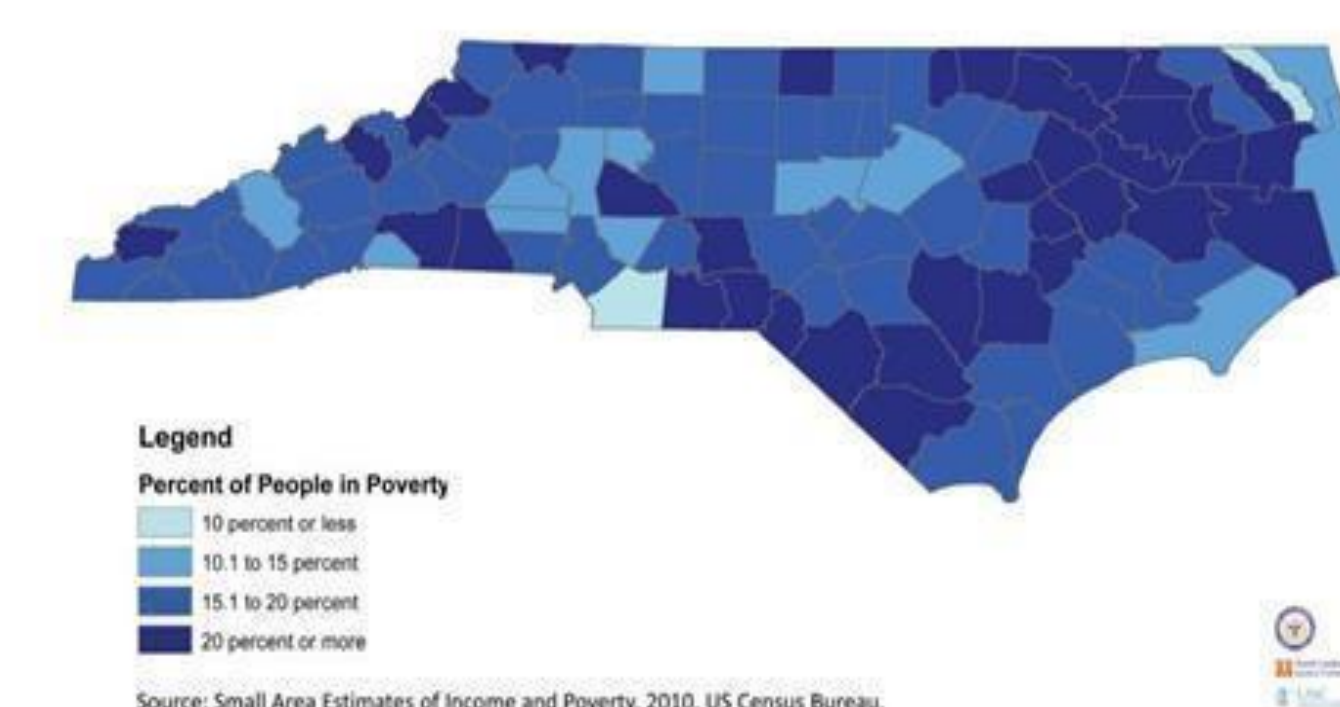 Legend
Percent of People in Poverty
10 percent or less
10.1 to 15 percent
15.1 to 20 percent
20 percent or more
Source: Small Area Estimates of Income and Poverty, 2010, US Census Bureau.